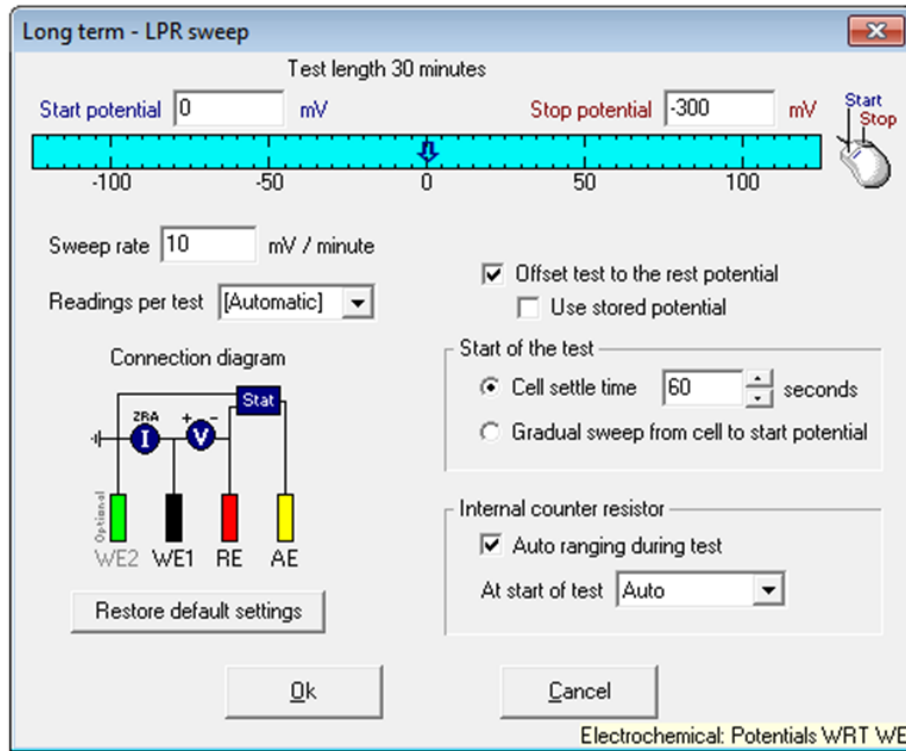 Long term - LPR sweep
Test length 30 minutes
Start potential 0 mV Stop potential -300 mV
Start
Stop
-100 -50 0 50 100
Sweep rate 10 mV / minute
Offset test to the rest potential
Readings per test [Automatic]
Use stored potential
Connection diagram
Start of the test
Stat
Cell settle time 60 seconds
ZRA + -
I V
Gradual sweep from cell to start potential
Optional
Internal counter resistor
WE2 WE1 RE AE
Auto ranging during test
At start of test Auto
Restore default settings
Ok Cancel
Electrochemical: Potentials WRT WE